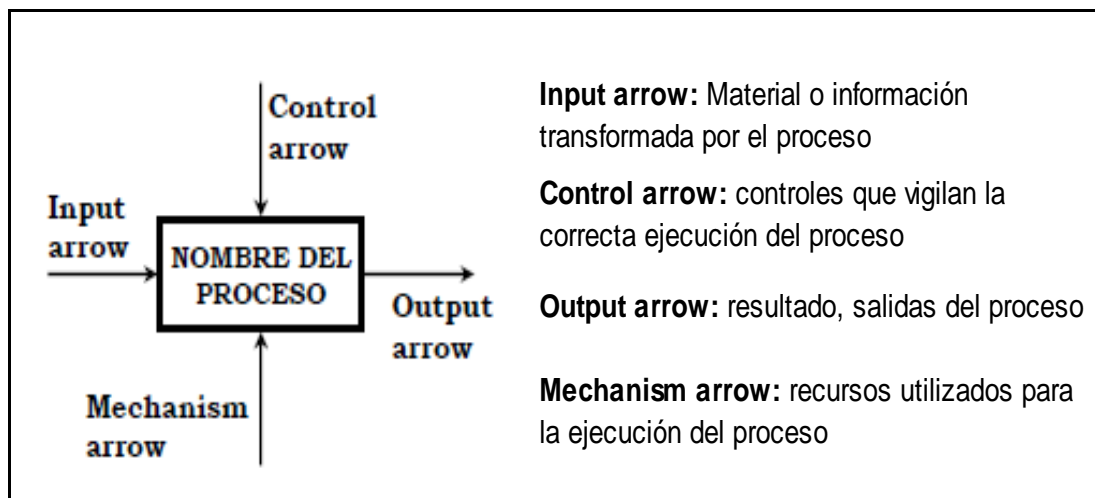 Control
arrow
Input
arrow
NOMBRE DEL
PROCESO
Output
arrow
Mechanism
arrow
Input arrow: Material o información
transformada por el proceso
Control arrow: controles que vigilan la
correcta ejecución del proceso
Output arrow: resultado, salidas del proceso
Mechanism arrow: recursos utilizados para
la ejecución del proceso